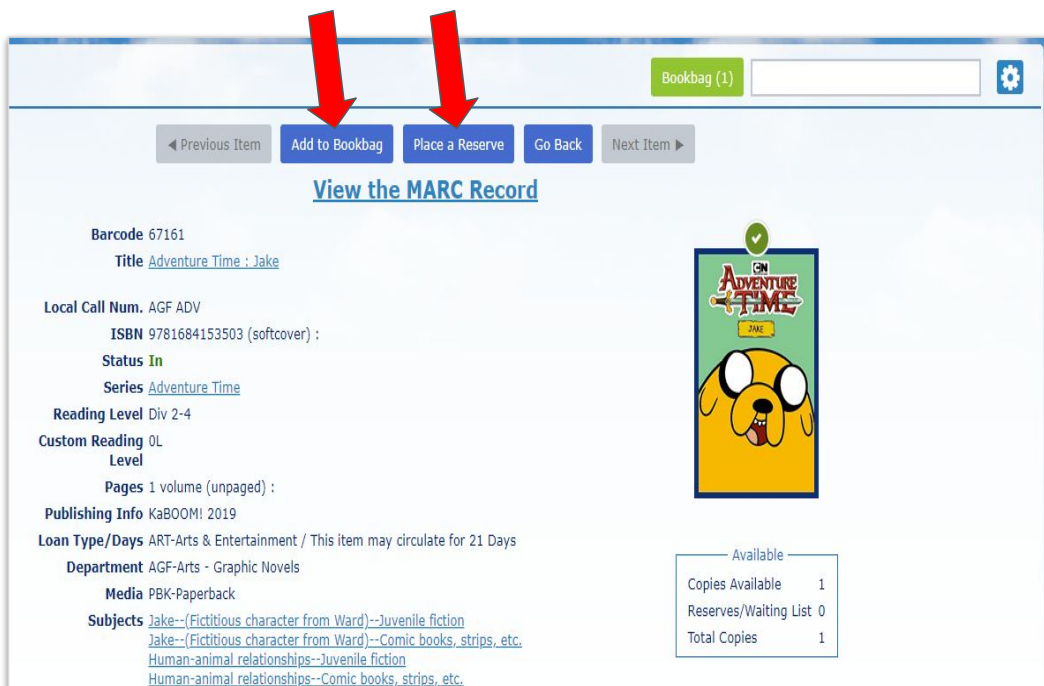 Bookbag (1)
◀ Previous Item Add to Bookbag Place a Reserve Go Back Next Item ▶
View the MARC Record
Barcode 67161
Title Adventure Time : Jake
Local Call Num. AGF ADV
ISBN 9781684153503 (softcover) :
Status In
Series Adventure Time
Reading Level Div 2-4
Custom Reading Level 0L
Pages 1 volume (unpaged) :
Publishing Info KaBOOM! 2019
Loan Type/Days ART-Arts & Entertainment / This item may circulate for 21 Days
Department AGF-Arts - Graphic Novels
Media PBK-Paperback
Subjects Jake--(Fictitious character from Ward)--Juvenile fiction
Jake--(Fictitious character from Ward)--Comic books, strips, etc.
Human-animal relationships--Juvenile fiction
Human-animal relationships--Comic books, strips, etc.
CN
ADVENTURE
TIME
JAKE
Available
Copies Available 1
Reserves/Waiting List 0
Total Copies 1